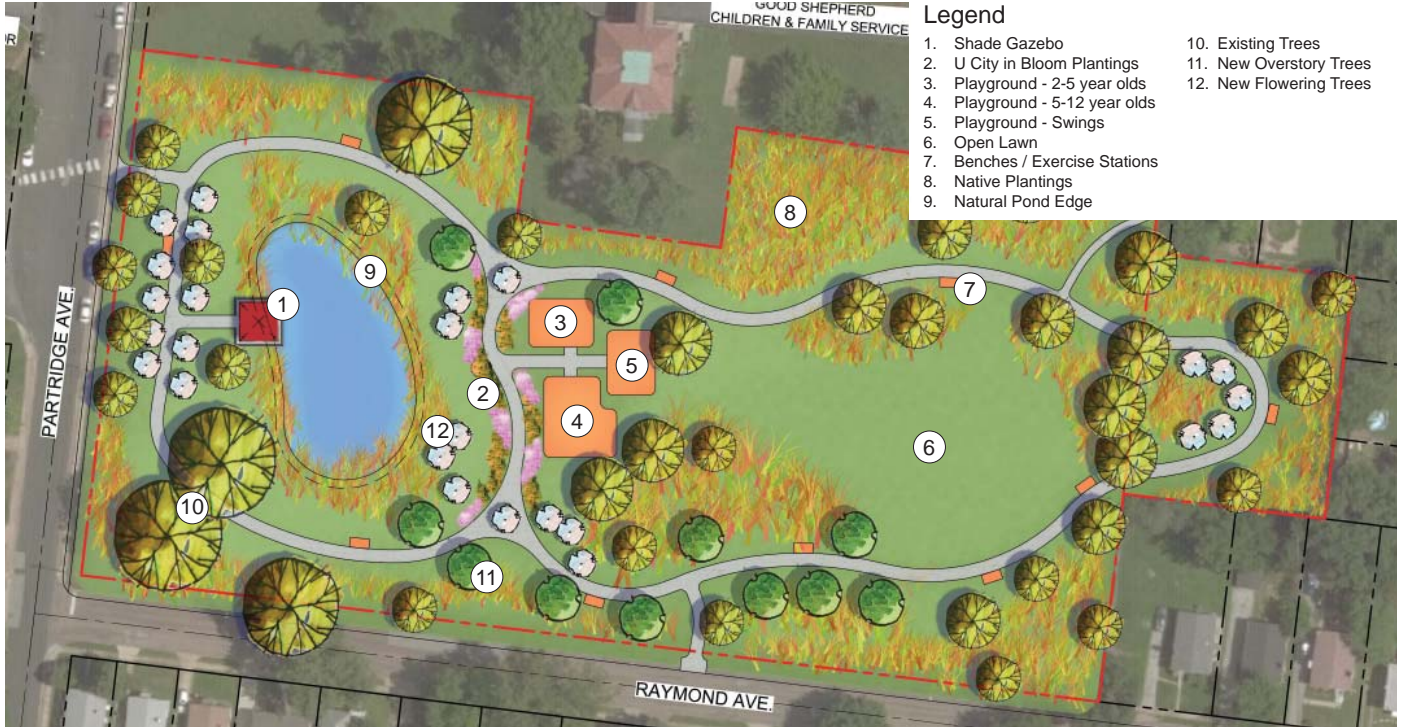 GOOD SHEPHERD
CHILDREN & FAMILY SERVICE
Legend
1. Shade Gazebo
2. U City in Bloom Plantings
3. Playground - 2-5 year olds
4. Playground - 5-12 year olds
5. Playground - Swings
6. Open Lawn
7. Benches / Exercise Stations
8. Native Plantings
9. Natural Pond Edge
10. Existing Trees
11. New Overstory Trees
12. New Flowering Trees
8
9
1
7
3
5
2
4
12
6
10
11
PARTRIDGE AVE.
RAYMOND AVE.